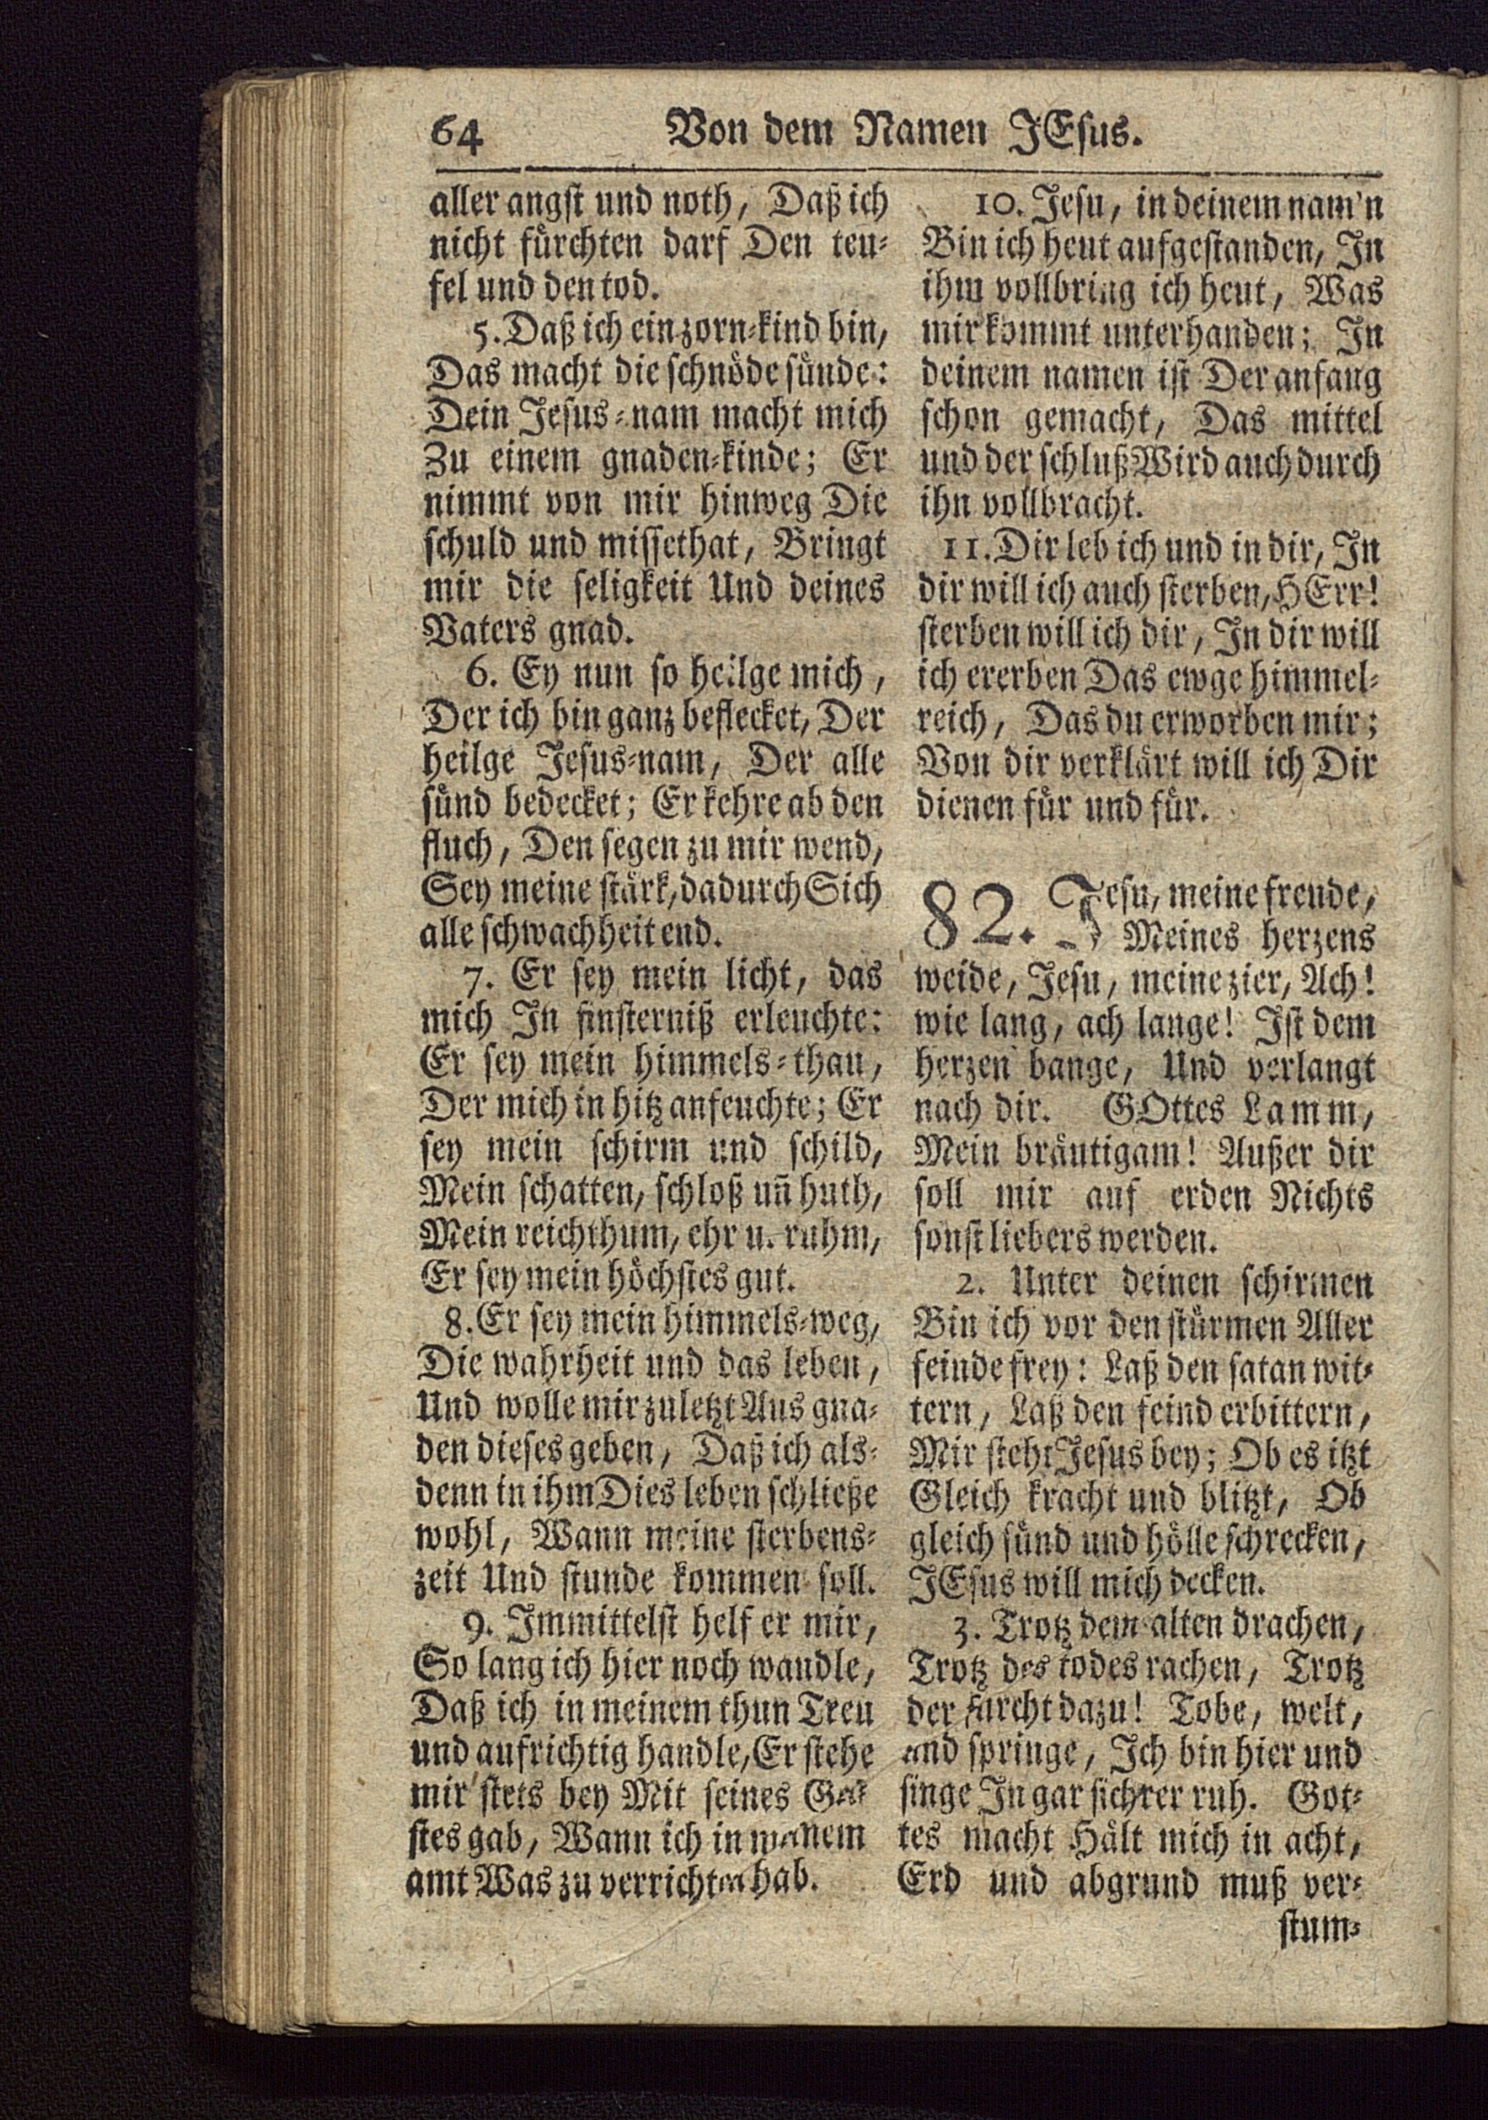 64 Von dem Namen JEsus.
aller angst und noth, Daß ich
nicht fürchten darf Den teu-
fel und den tod.
5. Daß ich ein zorn-kind bin,
Das macht die schnöde sünde:
Dein Jesus-nam macht mich
Zu einem gnaden-kinde; Er
nimmt von mir hinweg Die
schuld und missethat, Bringt
mir die seligkeit Und deines
Vaters gnad.
6. Ey nun so heilge mich,
Der ich bin ganz beflecket, Der
heilge Jesus-nam, Der alle
sünd bedecket; Er kehre ab den
fluch, Den segen zu mir wend,
Sey meine stärk, dadurch Sich
alle schwachheit end.
7. Er sey mein licht, das
mich In finsterniß erleuchte:
Er sey mein himmels-thau,
Der mich in hitz anfeuchte; Er
sey mein schirm und schild,
Mein schatten, schloß uñ huth,
Mein reichthum, ehr u. ruhm,
Er sey mein höchstes gut.
8. Er sey mein himmels-weg,
Die wahrheit und das leben,
Und wolle mir zuletzt Aus gna-
den dieses geben, Daß ich als-
denn in ihm Dies leben schließe
wohl, Wann meine sterbens-
zeit Und stunde kommen soll.
9. Immittelst helf er mir,
So lang ich hier noch wandle,
Daß ich in meinem thun Treu
und aufrichtig handle, Er stehe
mir stets bey Mit seines Gei-
stes gab, Wann ich in meinem
amt Was zu verrichten hab.
10. Jesu, in deinem nam'n
Bin ich heut aufgestanden, In
ihm vollbring ich heut, Was
mir kommt unterhanden; In
deinem namen ist Der anfang
schon gemacht, Das mittel
und der schluß Wird auch durch
ihn vollbracht.
11. Dir leb ich und in dir, In
dir will ich auch sterben, HErr!
sterben will ich dir, In dir will
ich ererben Das ewge himmel-
reich, Das du erworben mir;
Von dir verklärt will ich Dir
dienen für und für.
82. Jesu, meine freude,
Meines herzens
weide, Jesu, meine zier, Ach!
wie lang, ach lange! Ist dem
herzen bange, Und verlangt
nach dir. GOttes Lamm,
Mein bräutigam! Außer dir
soll mir auf erden Nichts
sonst liebers werden.
2. Unter deinen schirmen
Bin ich vor den stürmen Aller
feinde frey: Laß den satan wit-
tern, Laß den feind erbittern,
Mir steht Jesus bey; Ob es itzt
Gleich kracht und blitzt, Ob
gleich sünd und hölle schrecken,
JEsus will mich decken.
3. Trotz dem alten drachen,
Trotz des todes rachen, Trotz
der furcht dazu! Tobe, welt,
und springe, Ich bin hier und
singe In gar sichrer ruh. Got-
tes macht Hält mich in acht,
Erd und abgrund muß ver-
stum-